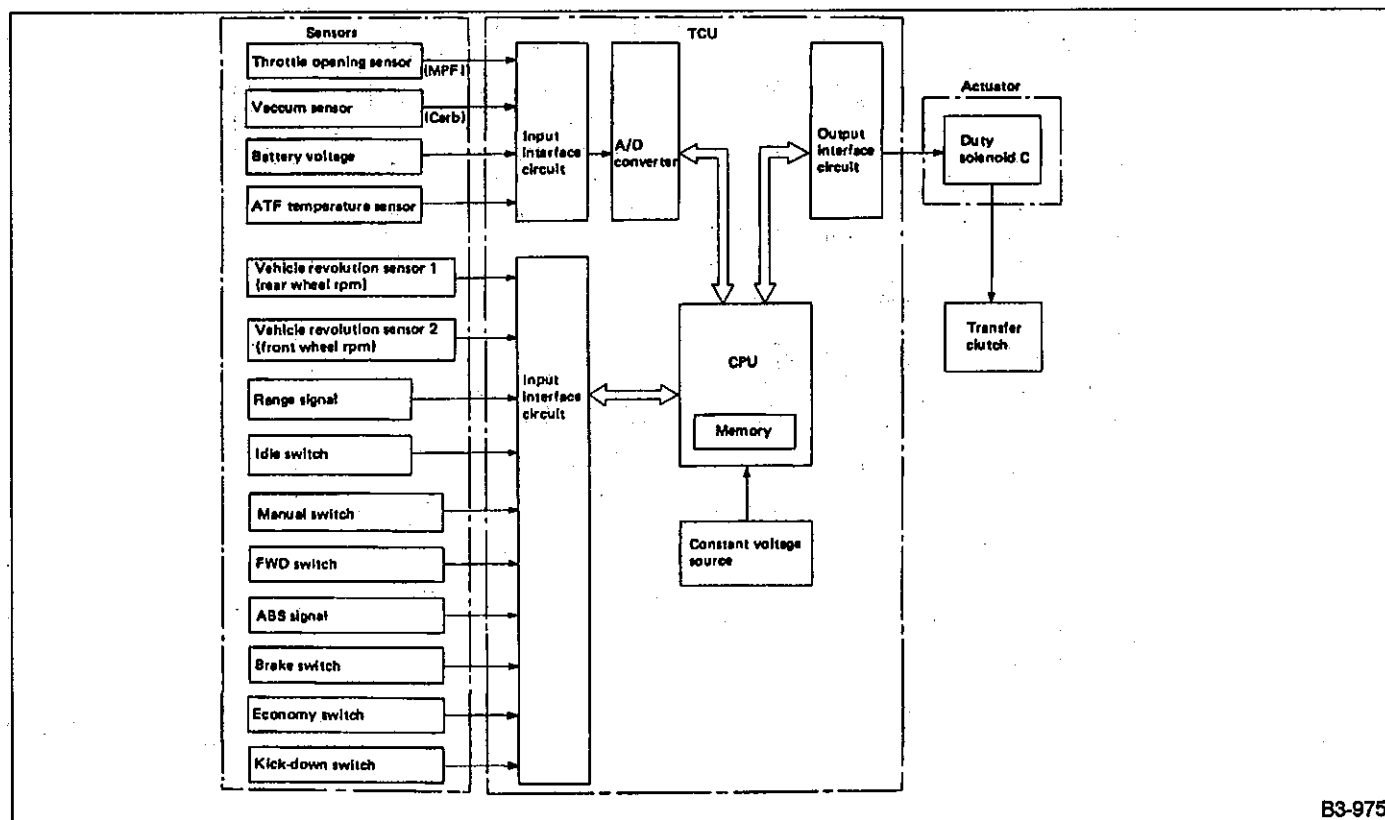 Sensors
Throttle opening sensor
(MPFI)
Vaccum sensor
(Carb)
Battery voltage
ATF temperature sensor
Vehicle revolution sensor 1
(rear wheel rpm)
Vehicle revolution sensor 2
(front wheel rpm)
Range signal
Idle switch
Manual switch
FWD switch
ABS signal
Brake switch
Economy switch
Kick-down switch
TCU
Input
interface
circuit
A/D
converter
Output
interface
circuit
Input
interface
circuit
CPU
Memory
Constant voltage
source
Actuator
Duty
solenoid C
Transfer
clutch
B3-975